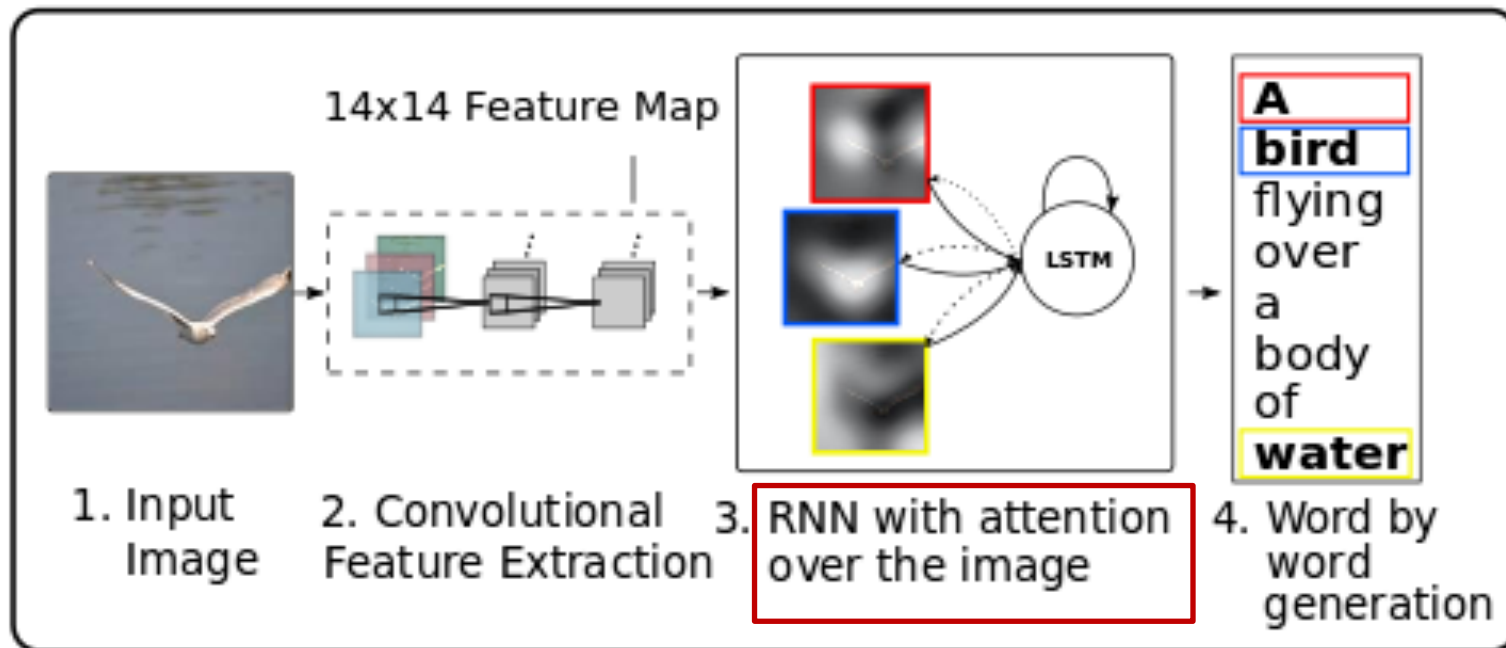 14x14 Feature Map
LSTM
A
bird
flying
over
a
body
of
water
1. Input
Image
2. Convolutional
Feature Extraction
3. RNN with attention
over the image
4. Word by
word
generation